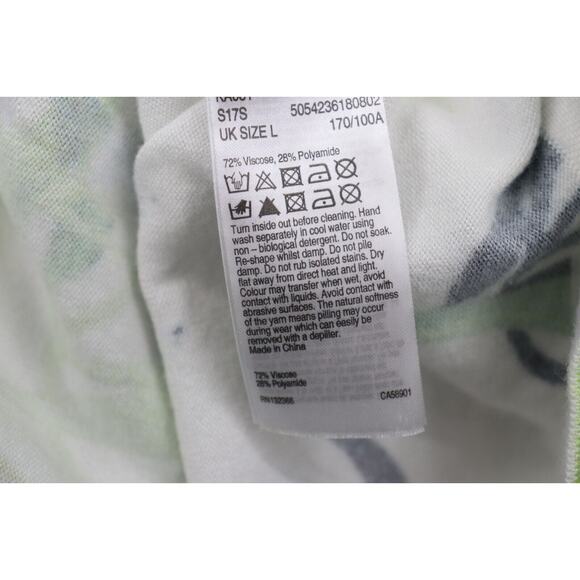 S17S 5054236180802
UK SIZE L 170/100A
72% Viscose, 28% Polyamide
Turn inside out before cleaning. Hand
wash separately in cool water using
non – biological detergent. Do not soak.
Re-shape whilst damp. Do not pile
damp. Do not rub isolated stains. Dry
flat away from direct heat and light.
Colour may transfer when wet, avoid
contact with liquids. Avoid contact with
abrasive surfaces. The natural softness
of the yarn means pilling may occur
during wear which can easily be
removed with a depiller.
Made in China
72% Viscose
28% Polyamide
RN132366 CA58901